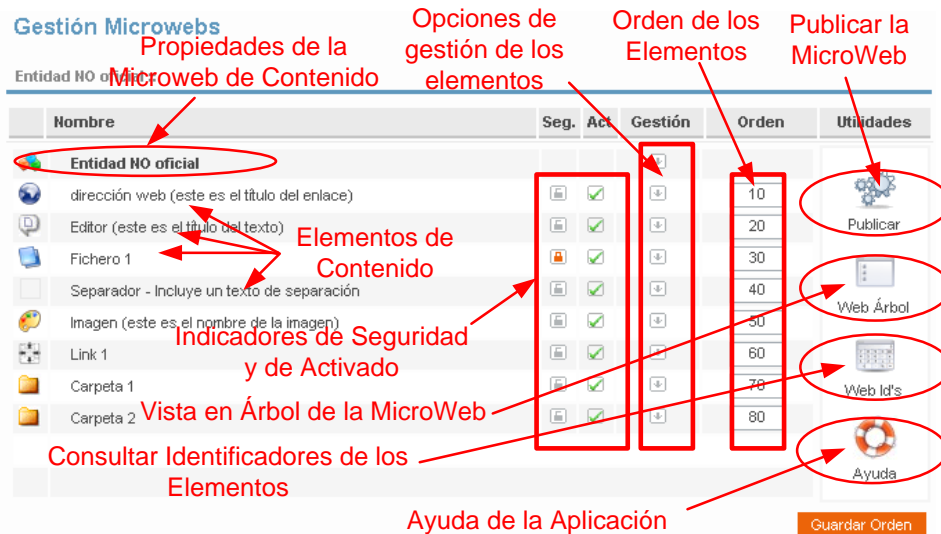 Gestión Microwebs
Propiedades de la
Microweb de Contenido
Opciones de
gestión de los
elementos
Orden de los
Elementos
Publicar la
MicroWeb
Entidad NO oficial
Nombre Seg. Act Gestión Orden Utilidades
Entidad NO oficial
dirección web (este es el título del enlace) 10
Editor (este es el título del texto) 20
Publicar
Elementos de
Contenido
Fichero 1 30
Separador - Incluye un texto de separación 40
Web Árbol
Imagen (este es el nombre de la imagen) 50
Indicadores de Seguridad
y de Activado
Link 1 60
Carpeta 1 70
Web Id's
Vista en Árbol de la MicroWeb
Carpeta 2 80
Consultar Identificadores de los
Elementos
Ayuda
Ayuda de la Aplicación
Guardar Orden